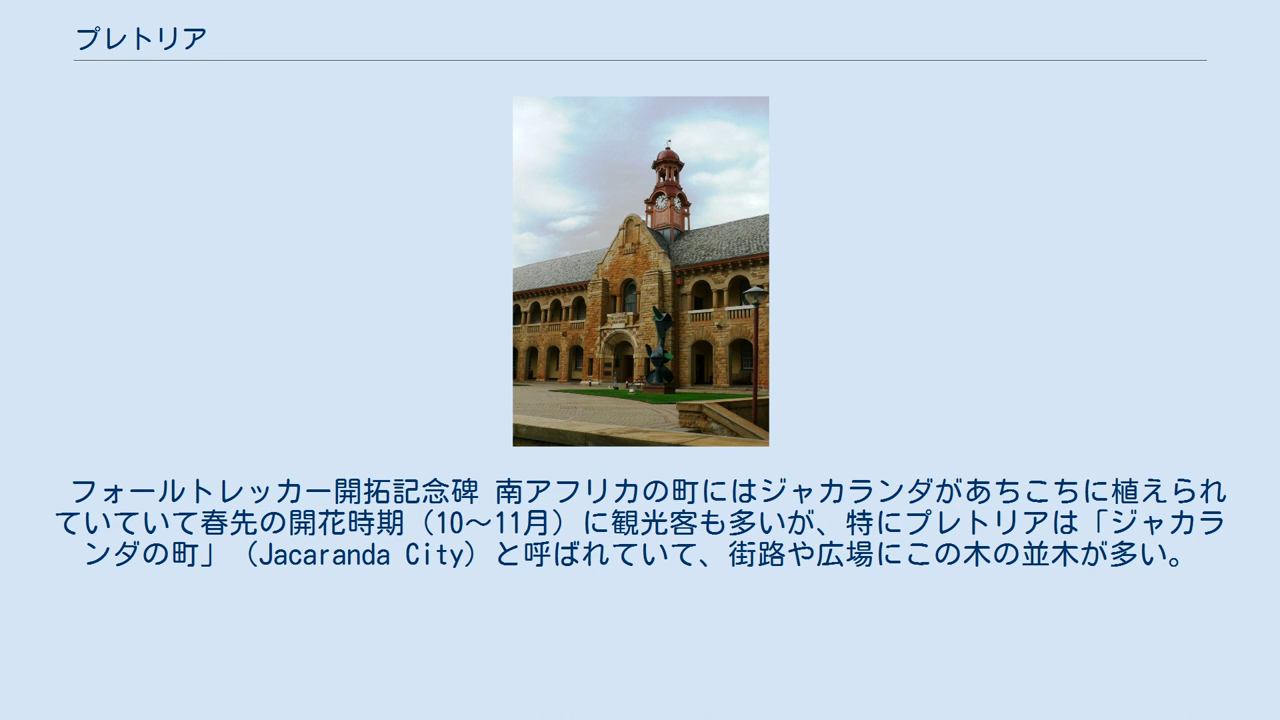 プレトリア
フォールトレッカー開拓記念碑 南アフリカの町にはジャカランダがあちこちに植えられ
ていていて春先の開花時期（10～11月）に観光客も多いが、特にプレトリアは「ジャカラ
ンダの町」（Jacaranda City）と呼ばれていて、街路や広場にこの木の並木が多い。